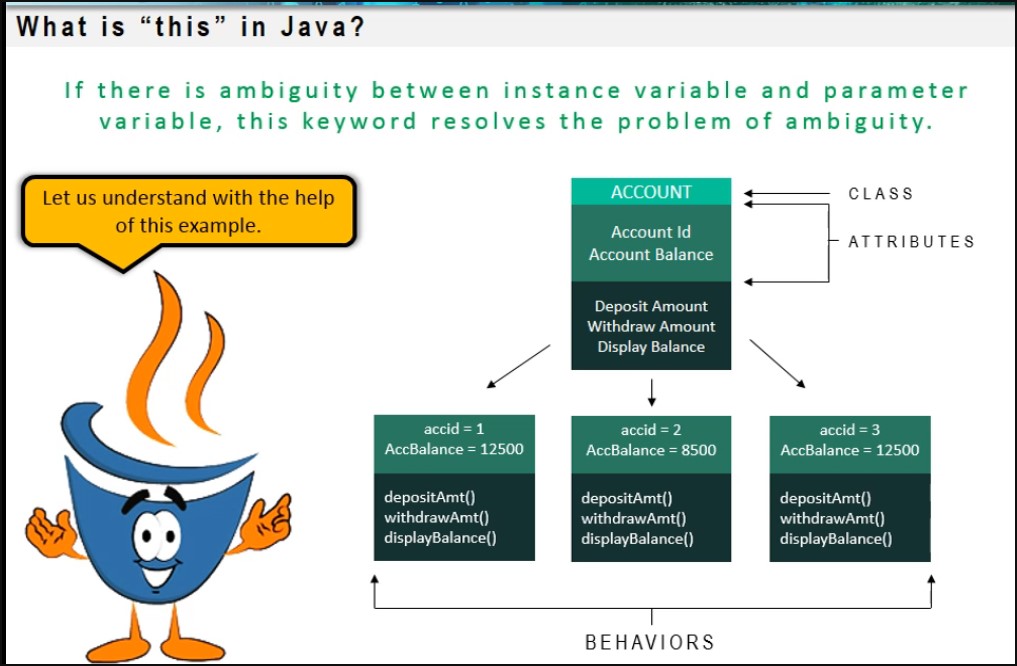 What is “this” in Java?
If there is ambiguity between instance variable and parameter
variable, this keyword resolves the problem of ambiguity.
Let us understand with the help
of this example.
ACCOUNT
CLASS
Account Id
Account Balance
ATTRIBUTES
Deposit Amount
Withdraw Amount
Display Balance
accid = 1
AccBalance = 12500
depositAmt()
withdrawAmt()
displayBalance()
accid = 2
AccBalance = 8500
depositAmt()
withdrawAmt()
displayBalance()
accid = 3
AccBalance = 12500
depositAmt()
withdrawAmt()
displayBalance()
BEHAVIORS